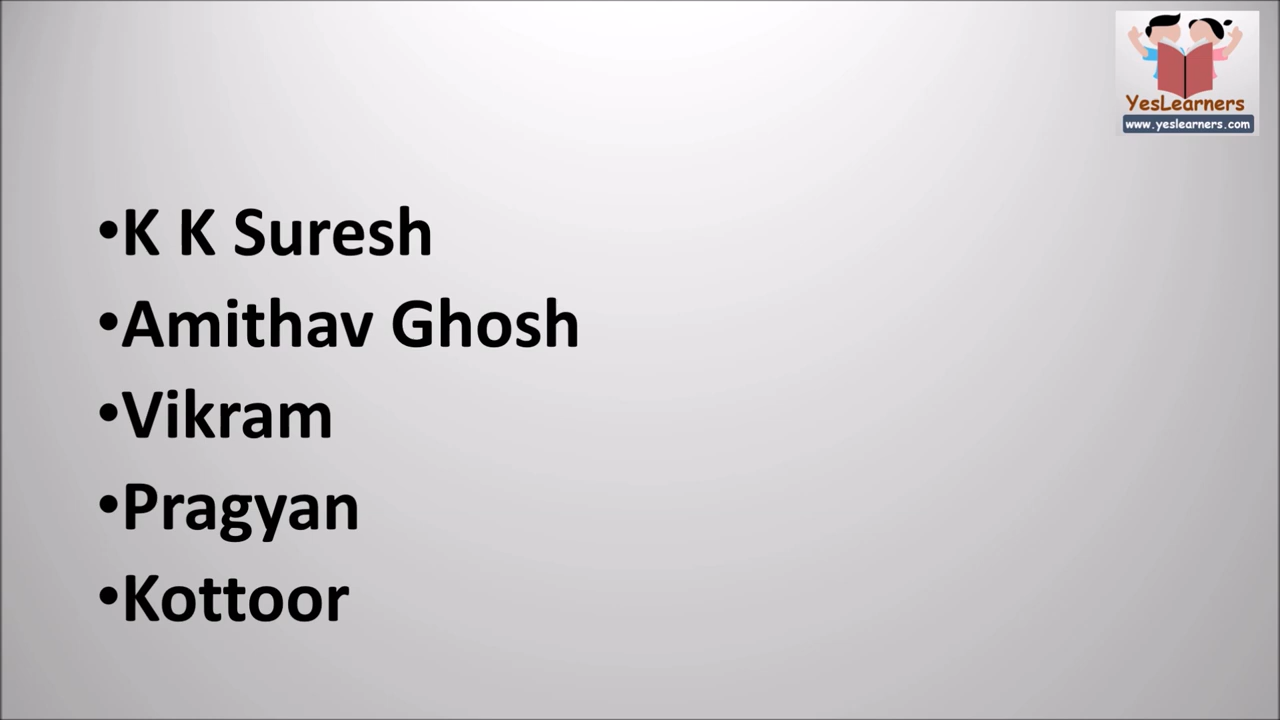 YesLearners
www.yeslearners.com
•K K Suresh
•Amithav Ghosh
•Vikram
•Pragyan
•Kottoor